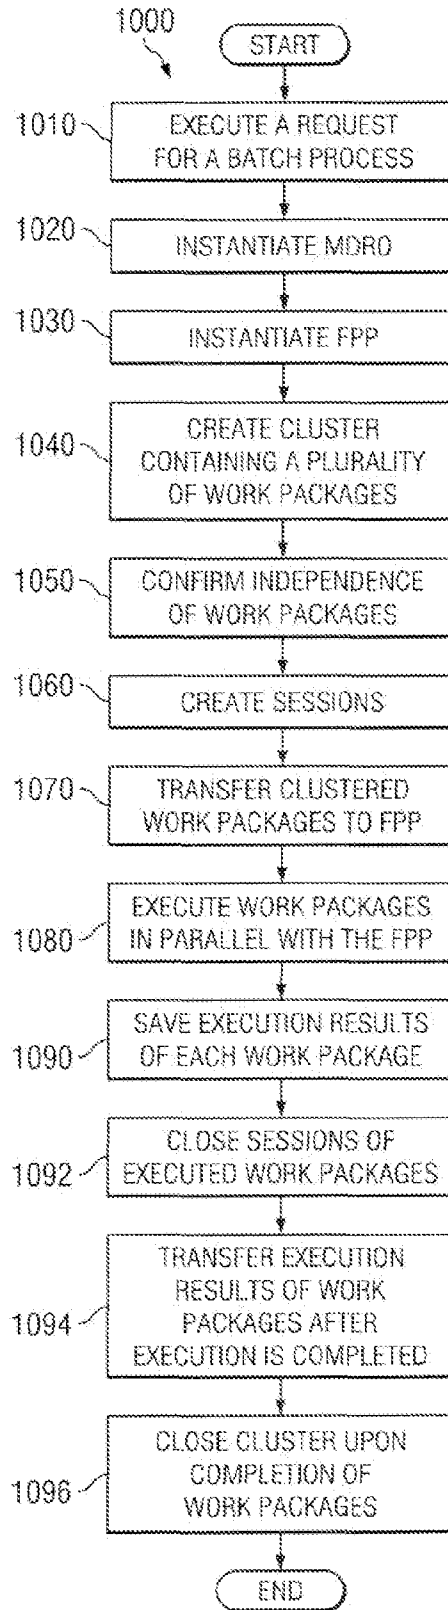 1000
START
1010
EXECUTE A REQUEST
FOR A BATCH PROCESS
1020
INSTANTIATE MDRO
1030
INSTANTIATE FPP
1040
CREATE CLUSTER
CONTAINING A PLURALITY
OF WORK PACKAGES
1050
CONFIRM INDEPENDENCE
OF WORK PACKAGES
1060
CREATE SESSIONS
1070
TRANSFER CLUSTERED
WORK PACKAGES TO FPP
1080
EXECUTE WORK PACKAGES
IN PARALLEL WITH THE FPP
1090
SAVE EXECUTION RESULTS
OF EACH WORK PACKAGE
1092
CLOSE SESSIONS OF
EXECUTED WORK PACKAGES
1094
TRANSFER EXECUTION
RESULTS OF WORK
PACKAGES AFTER
EXECUTION IS COMPLETED
1096
CLOSE CLUSTER UPON
COMPLETION OF
WORK PACKAGES
END